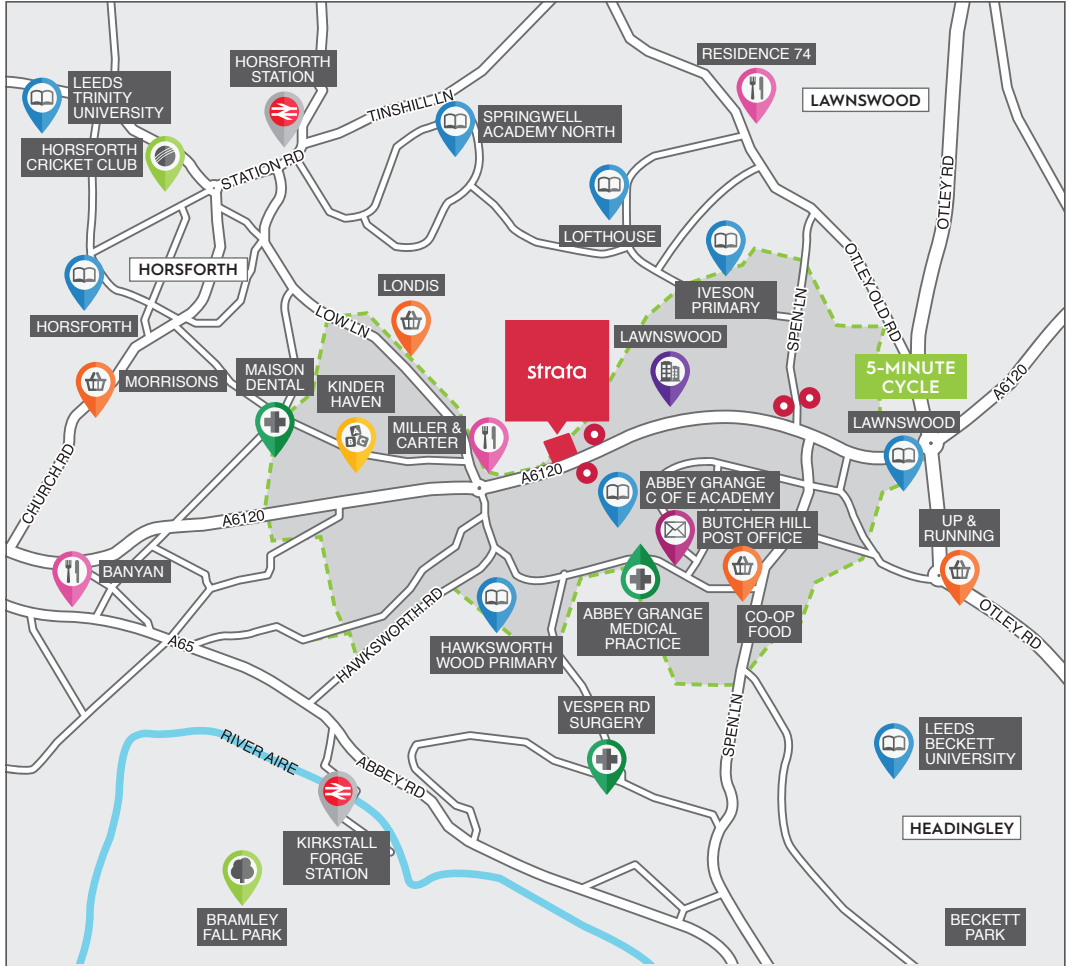 RESIDENCE 74
LAWNSWOOD
HORSFORTH
STATION
LEEDS
TRINITY
UNIVERSITY
TINSHILL LN
SPRINGWELL
ACADEMY NORTH
HORSFORTH
CRICKET CLUB
STATION RD
OTLEY RD
LOFTHOUSE
HORSFORTH
OTLEY OLD RD
LONDIS
IVESON
PRIMARY
SPEN LN
HORSFORTH
LOW LN
LAWNSWOOD
strata
5-MINUTE
CYCLE
A6120
MORRISONS
MAISON
DENTAL
KINDER
HAVEN
MILLER &
CARTER
LAWNSWOOD
A6120
CHURCH RD
A6120
ABBEY GRANGE
C OF E ACADEMY
BUTCHER HILL
POST OFFICE
UP &
RUNNING
BANYAN
A B C
ABBEY GRANGE
MEDICAL
PRACTICE
CO-OP
FOOD
OTLEY RD
A65
HAWKSWORTH RD
HAWKSWORTH
WOOD PRIMARY
VESPER RD
SURGERY
SPEN LN
LEEDS
BECKETT
UNIVERSITY
RIVER AIRE
ABBEY RD
HEADINGLEY
KIRKSTALL
FORGE
STATION
BRAMLEY
FALL PARK
BECKETT
PARK